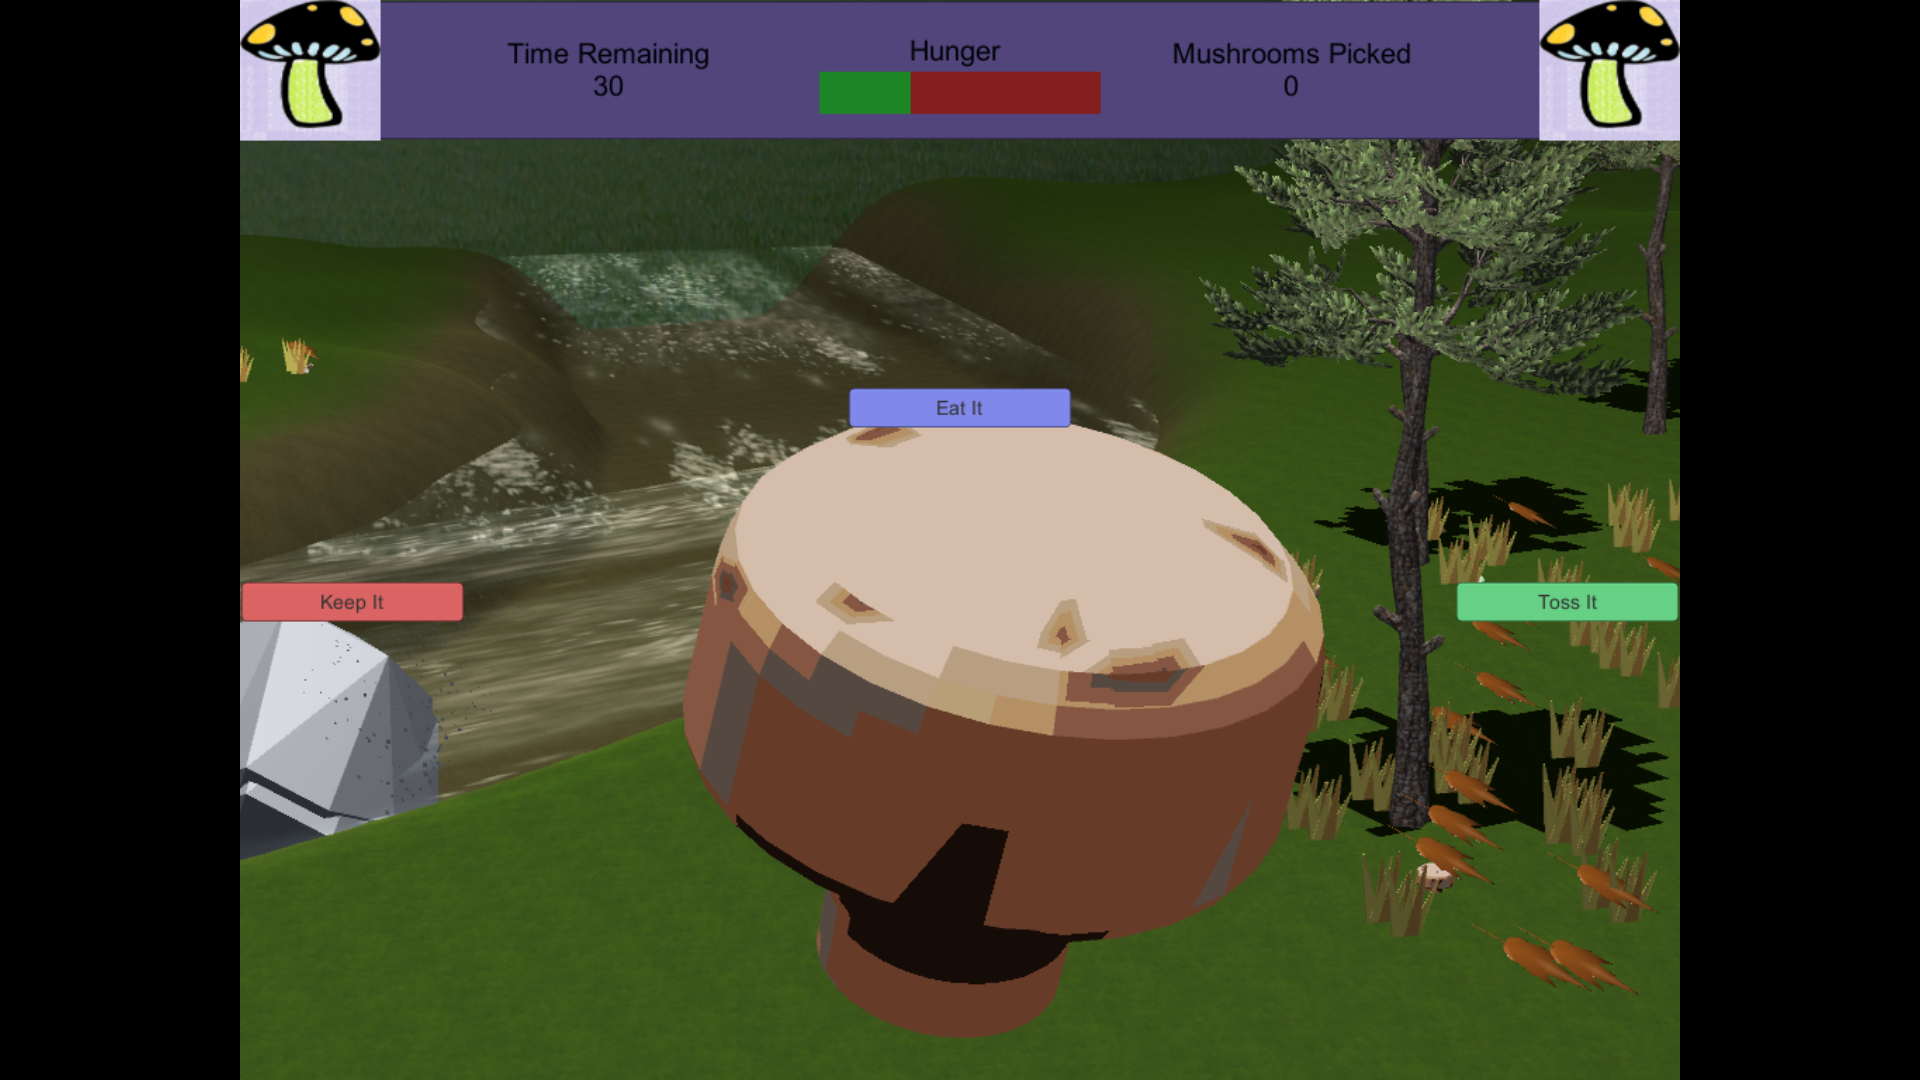 Time Remaining
30
Hunger
Mushrooms Picked
0
Eat It
Keep It
Toss It